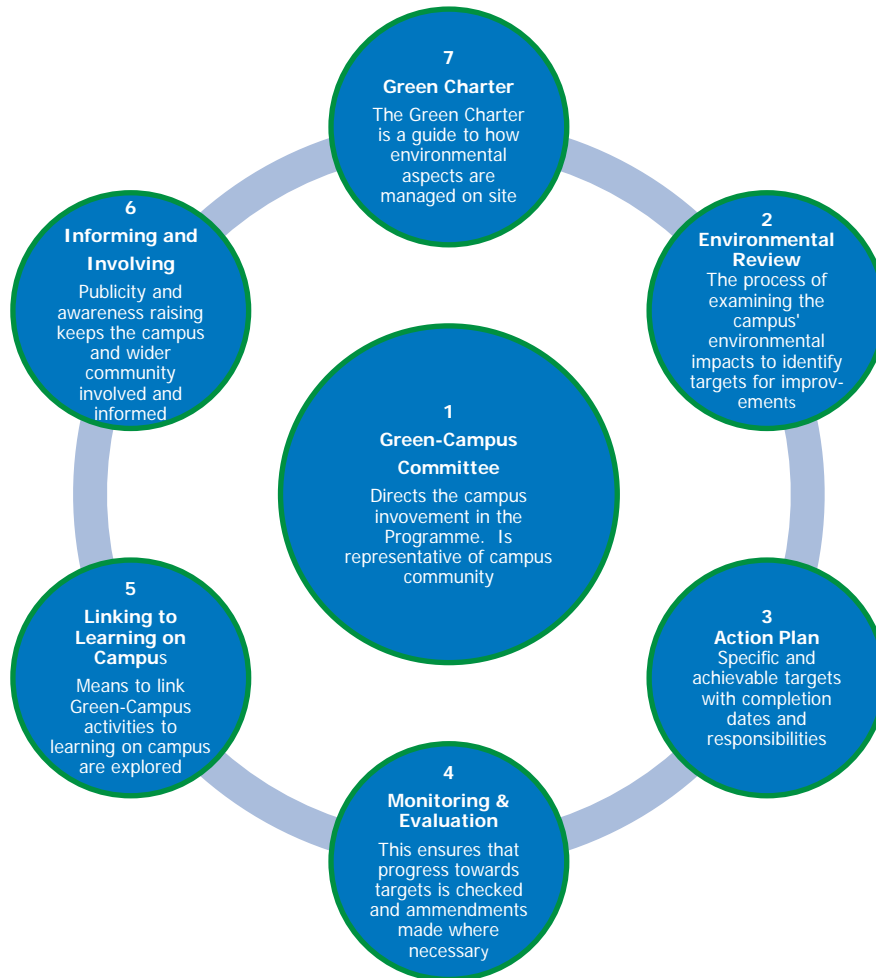 7
Green Charter
The Green Charter
is a guide to how
environmental
aspects are
managed on site
6
Informing and
Involving
Publicity and
awareness raising
keeps the campus
and wider
community
involved and
informed
2
Environmental
Review
The process of
examining the
campus'
environmental
impacts to identify
targets for improv-
ements
1
Green-Campus
Committee
Directs the campus
invovement in the
Programme. Is
representative of campus
community
5
Linking to
Learning on
Campus
Means to link
Green-Campus
activities to
learning on campus
are explored
3
Action Plan
Specific and
achievable targets
with completion
dates and
responsibilities
4
Monitoring &
Evaluation
This ensures that
progress towards
targets is checked
and ammendments
made where
necessary